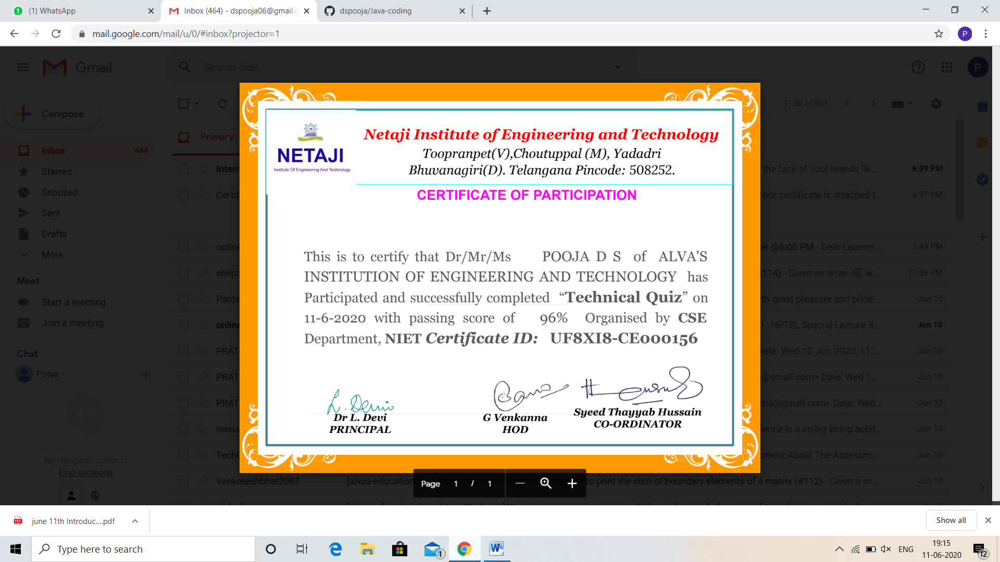 (1) WhatsApp
Inbox (464) - dspooja06@gmail.c
dspooja/Java-coding
mail.google.com/mail/u/0/#inbox?projector=1
P
Gmail
Search mail
P
Compose
1–50 of 861
Primary
Inbox 464
Starred
Snoozed
Sent
Drafts
More
Meet
Start a meeting
Join a meeting
Chat
Pooja
No Hangouts contacts
Find someone
Intern
the face of cool brands lik... 6:59 PM
Certif
Your certificate is attached t... 6:27 PM
online
er @6:00 PM - Dear Learner... 1:49 PM
shilpa
#114) - Given an array A[], w... 12:09 PM
Pante
th great pleasure and pride ... Jun 10
online
9 : NPTEL Special Lecture S... Jun 10
PRAT
Date: Wed 10 Jun, 2020, 11:... Jun 10
PRAT
@gmail.com> Date: Wed 1... Jun 10
PRAT
ma@gmail.com> Date: Wed... Jun 10
reena
uence in a string string:acbd... Jun 10
TechG
sment About The Assessm... Jun 10
Venkateshbhat2007
to print the sum of boundary elements of a matrix (#112) - Given a m... Jun 10
NETAJI
Institute Of Engineering And Technology
Netaji Institute of Engineering and Technology
Toopranpet(V),Choutuppal (M), Yadadri
Bhuvanagiri(D). Telangana Pincode: 508252.
CERTIFICATE OF PARTICIPATION
This is to certify that Dr/Mr/Ms POOJA D S of ALVA'S
INSTITUTION OF ENGINEERING AND TECHNOLOGY has
Participated and successfully completed “Technical Quiz” on
11-6-2020 with passing score of 96% Organised by CSE
Department, NIET Certificate ID: UF8XI8-CE000156
L. Devi
Dr L. Devi
PRINCIPAL
G Venkanna
HOD
Syeed Thayyab Hussain
CO-ORDINATOR
Page 1 / 1
june 11th Introduc....pdf
Show all
Type here to search
1
ENG
19:15
11-06-2020
12